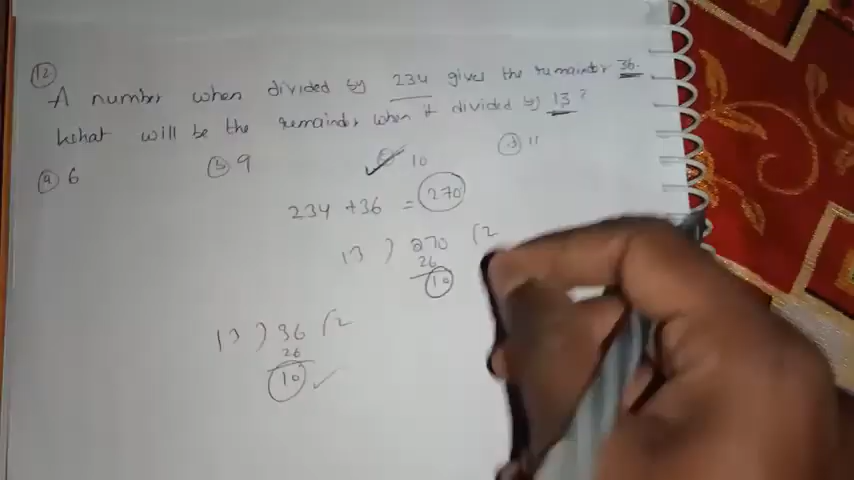 12
A number when divided by 234 gives the remainder 36.
What will be the remainder when it divided by 13?
a 6 b 9 10 d 11
234 + 36 = 270
13 ) 270 ( 2
26
10
13 ) 36 ( 2
26
10